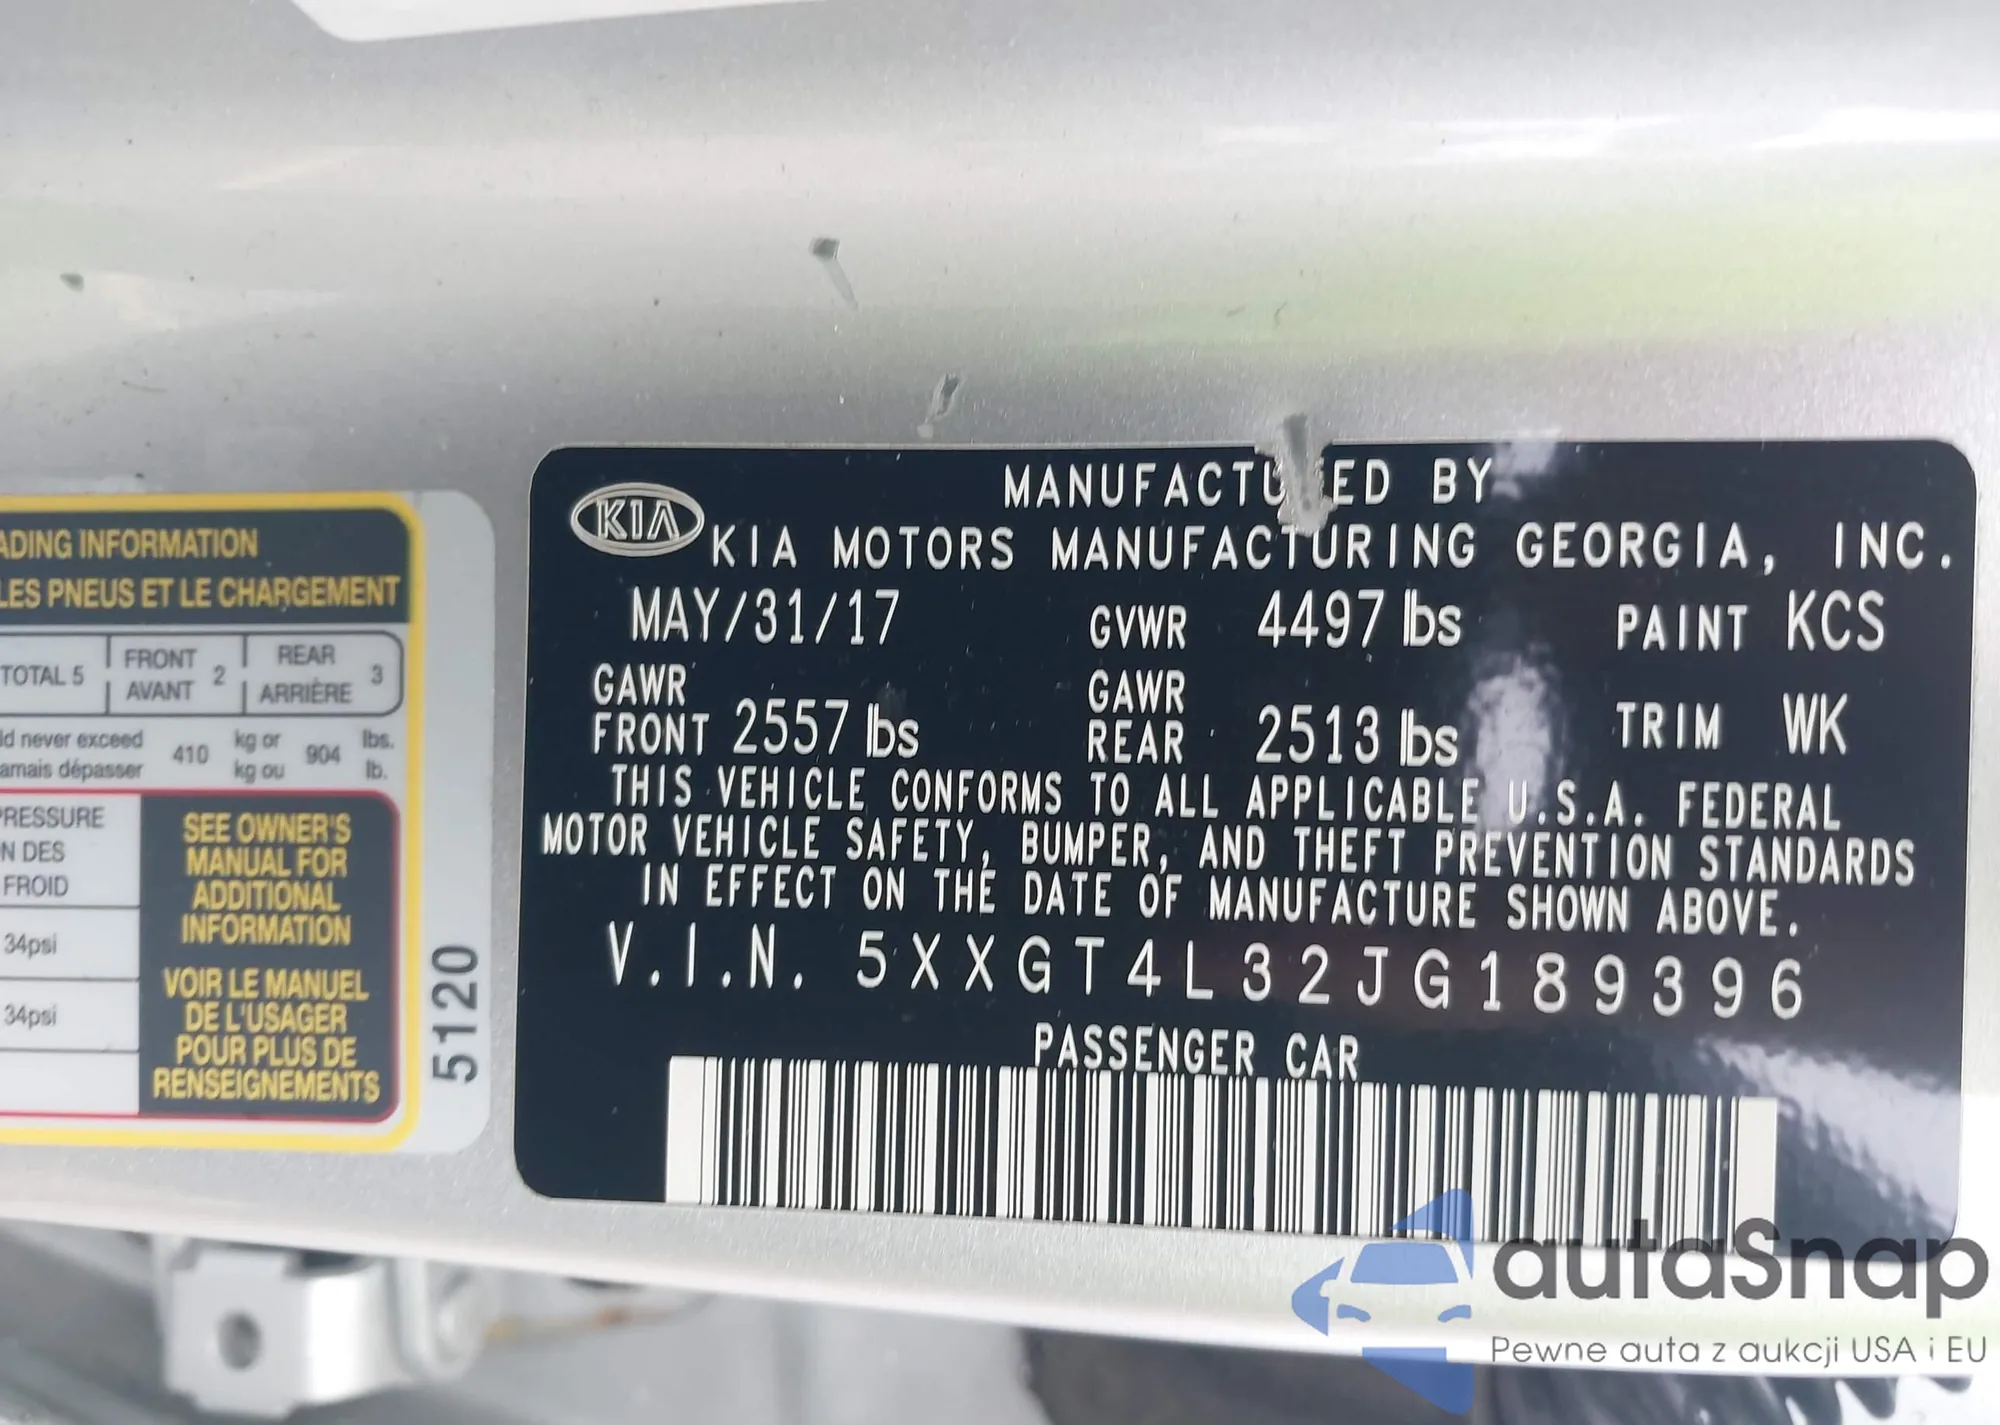 ADING INFORMATION
LES PNEUS ET LE CHARGEMENT
TOTAL 5 FRONT AVANT 2 REAR ARRIÈRE 3
never exceed 410 kg or 904 lbs.
dépasser kg ou lb.
PRESSURE
DES
FROID
34psi
34psi
SEE OWNER'S
MANUAL FOR
ADDITIONAL
INFORMATION
VOIR LE MANUEL
DE L'USAGER
POUR PLUS DE
RENSEIGNEMENTS
5120
KIA
MANUFACTURED BY
KIA MOTORS MANUFACTURING GEORGIA, INC.
MAY/31/17 GVWR 4497 lbs PAINT KCS
GAWR FRONT 2557 lbs GAWR REAR 2513 lbs TRIM WK
THIS VEHICLE CONFORMS TO ALL APPLICABLE U.S.A. FEDERAL
MOTOR VEHICLE SAFETY, BUMPER, AND THEFT PREVENTION STANDARDS
IN EFFECT ON THE DATE OF MANUFACTURE SHOWN ABOVE.
V.I.N. 5XXGT4L32JG189396
PASSENGER CAR
autaSnap
Pewne auta z aukcji USA i EU